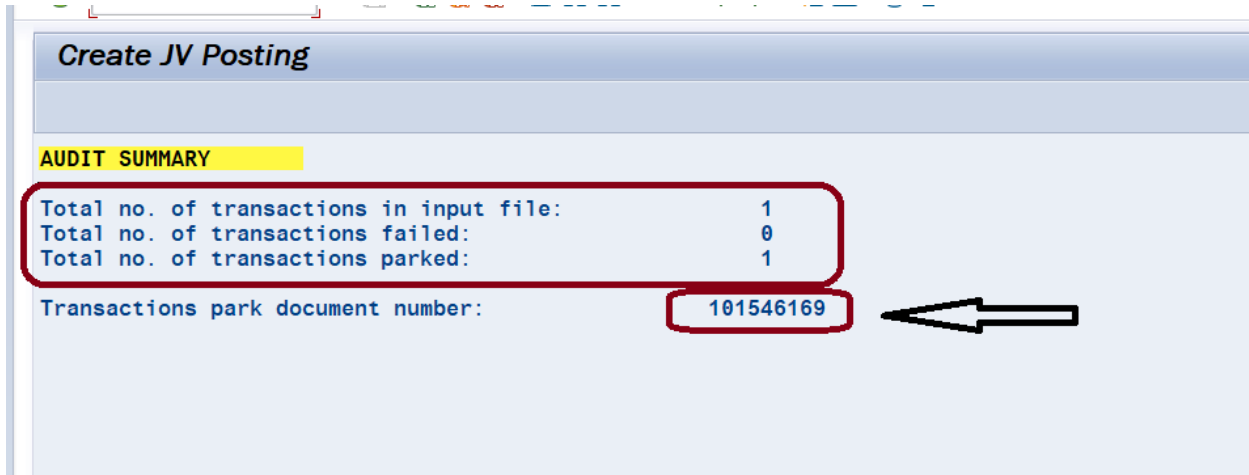 Create JV Posting
AUDIT SUMMARY
Total no. of transactions in input file: 1
Total no. of transactions failed: 0
Total no. of transactions parked: 1
Transactions park document number: 101546169